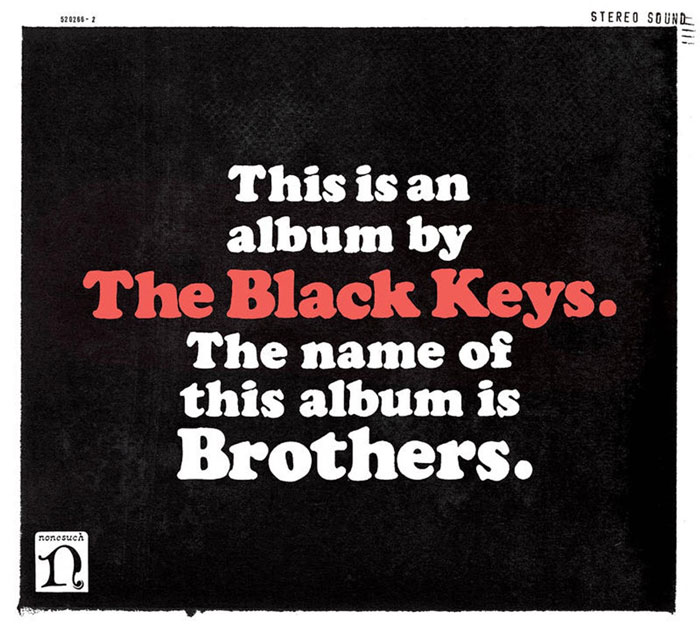 520266-2
STEREO SOUND
This is an
album by
The Black Keys.
The name of
this album is
Brothers.
nonesuch
n